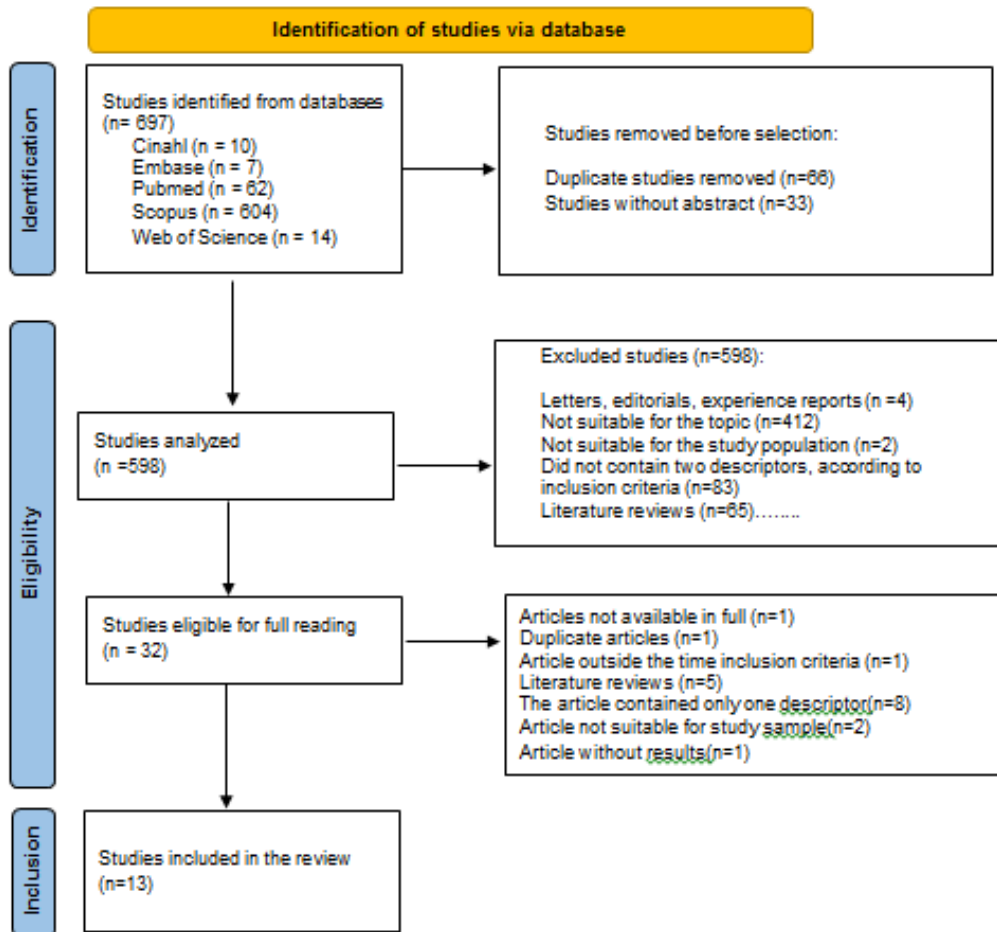 Identification of studies via database
Identification
Studies identified from databases
(n= 697)
Cinahl (n = 10)
Embase (n = 7)
Pubmed (n = 62)
Scopus (n = 604)
Web of Science (n = 14)
Studies removed before selection:
Duplicate studies removed (n=66)
Studies without abstract (n=33)
Eligibility
Studies analyzed
(n =598)
Excluded studies (n=598):
Letters, editorials, experience reports (n =4)
Not suitable for the topic (n=412)
Not suitable for the study population (n=2)
Did not contain two descriptors, according to
inclusion criteria (n=83)
Literature reviews (n=65)........
Studies eligible for full reading
(n = 32)
Articles not available in full (n=1)
Duplicate articles (n=1)
Article outside the time inclusion criteria (n=1)
Literature reviews (n=5)
The article contained only one descriptor(n=8)
Article not suitable for study sample(n=2)
Article without results(n=1)
Inclusion
Studies included in the review
(n=13)